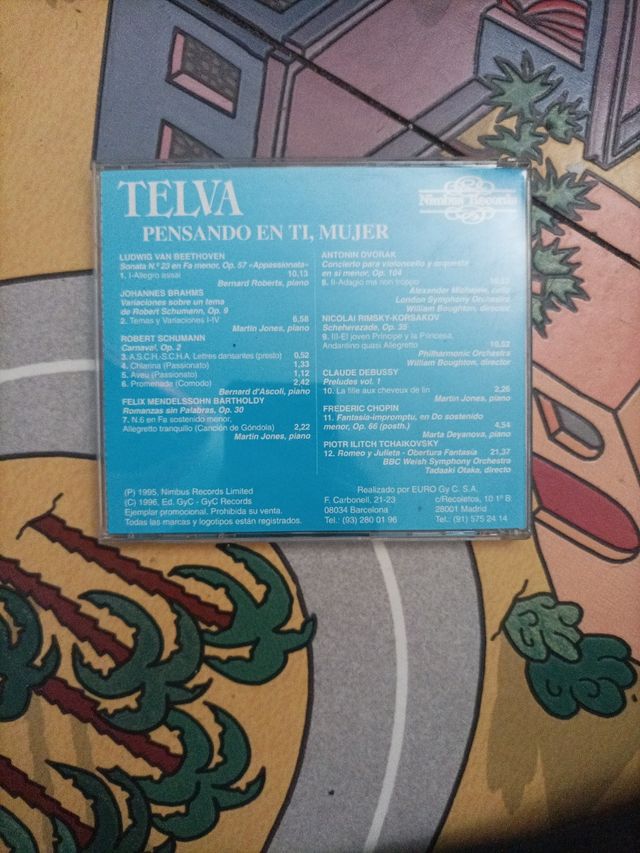 TELVA
PENSANDO EN TI, MUJER
Nimbus Records
LUDWIG VAN BEETHOVEN
Sonata N.º 23 en Fa menor, Op. 57 «Appassionata»
1. I-Allegro assai 10,13
Bernard Roberts, piano
JOHANNES BRAHMS
Variaciones sobre un tema
de Robert Schumann, Op. 9
2. Temas y Variaciones I-IV 6,58
Martin Jones, piano
ROBERT SCHUMANN
Carnaval, Op. 2
3. A.S.C.H.-S.C.H.A. Lettres dansantes (presto) 0,52
4. Chiarina (Passionato) 1,33
5. Aveu (Passionato) 1,12
6. Promenade (Comodo) 2,42
Bernard d'Ascoli, piano
FELIX MENDELSSOHN BARTHOLDY
Romanzas sin Palabras, Op. 30
7. N.6 en Fa sostenido menor,
Allegretto tranquillo (Canción de Góndola) 2,22
Martin Jones, piano
ANTONIN DVORAK
Concierto para violoncello y orquesta
en si menor, Op. 104
8. II-Adagio ma non troppo
Alexander Michejew, cello
London Symphony Orchestra
William Boughton, director
NICOLAI RIMSKY-KORSAKOV
Scheherezade, Op. 35
9. III-El joven Príncipe y la Princesa,
Andantino quasi Allegretto 10,52
Philharmonic Orchestra
William Boughton, director
CLAUDE DEBUSSY
Preludes vol. 1
10. La fille aux cheveux de lin 2,26
Martin Jones, piano
FREDERIC CHOPIN
11. Fantasía-impromptu, en Do sostenido
menor, Op. 66 (posth.) 4,54
Marta Deyanova, piano
PIOTR ILITCH TCHAIKOVSKY
12. Romeo y Julieta - Obertura Fantasía 21,37
BBC Welsh Symphony Orchestra
Tadaaki Otaka, directo
(P) 1995, Nimbus Records Limited
(C) 1996, Ed. GyC - GyC Records
Ejemplar promocional. Prohibida su venta.
Todas las marcas y logotipos están registrados.
Realizado por EURO Gy C. S.A.
F. Carbonell, 21-23
08034 Barcelona
Tel.: (93) 280 01 96
c/Recoletos, 10 1º B
28001 Madrid
Tel.: (91) 575 24 14